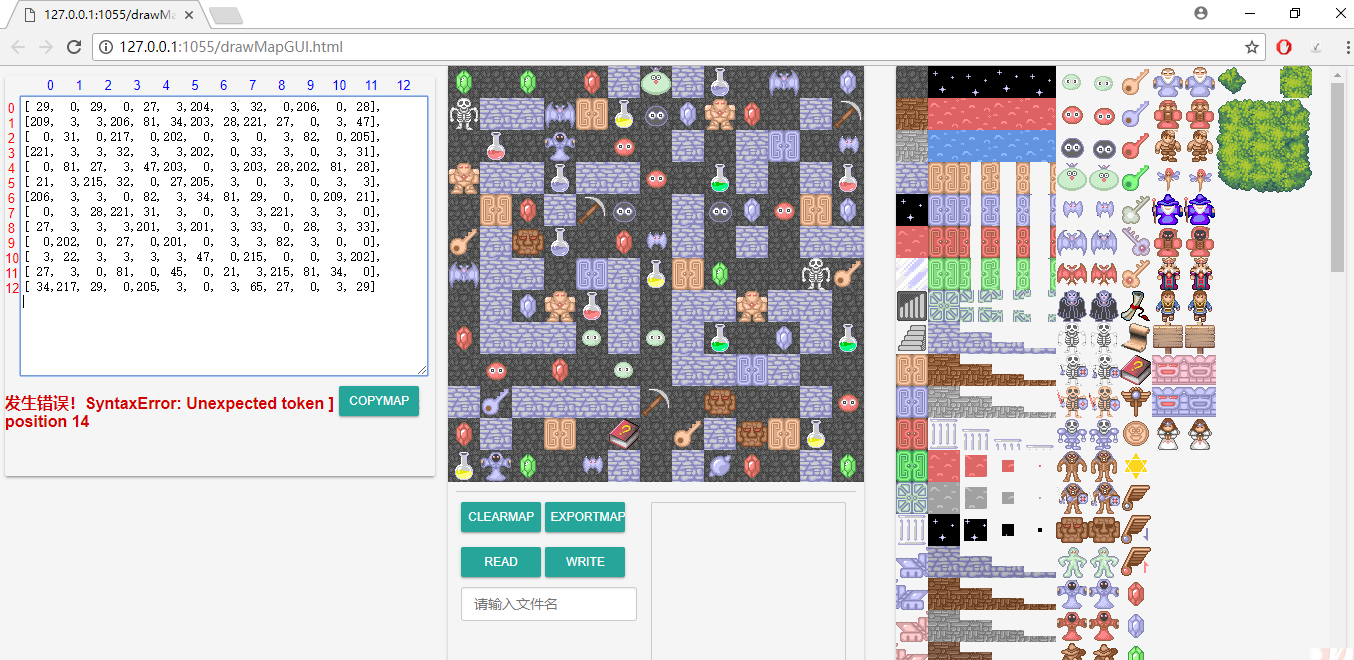 127.0.0.1:1055/drawMa
127.0.0.1:1055/drawMapGUI.html
0 1 2 3 4 5 6 7 8 9 10 11 12
0 [ 29, 0, 29, 0, 27, 3,204, 3, 32, 0,206, 0, 28],
1 [209, 3, 3,206, 81, 34,203, 28,221, 27, 0, 3, 47],
2 [ 0, 31, 0,217, 0,202, 0, 3, 0, 3, 82, 0,205],
3 [221, 3, 3, 32, 3, 3,202, 0, 33, 3, 0, 3, 31],
4 [ 0, 81, 27, 3, 47,203, 0, 3,203, 28,202, 81, 28],
5 [ 21, 3,215, 32, 0, 27,205, 3, 0, 3, 0, 3, 3],
6 [206, 3, 3, 0, 82, 3, 34, 81, 29, 0, 0,209, 21],
7 [ 0, 3, 28,221, 31, 3, 0, 3, 3,221, 3, 3, 0],
8 [ 27, 3, 3, 3,201, 3,201, 3, 33, 0, 28, 3, 33],
9 [ 0,202, 0, 27, 0,201, 0, 3, 3, 82, 3, 0, 0],
10 [ 3, 22, 3, 3, 3, 3, 47, 0,215, 0, 0, 3,202],
11 [ 27, 3, 0, 81, 0, 45, 0, 21, 3,215, 81, 34, 0],
12 [ 34,217, 29, 0,205, 3, 0, 3, 65, 27, 0, 3, 29]
发生错误！SyntaxError: Unexpected token ]
position 14
COPYMAP
CLEARMAP EXPORTMAP
READ WRITE
请输入文件名